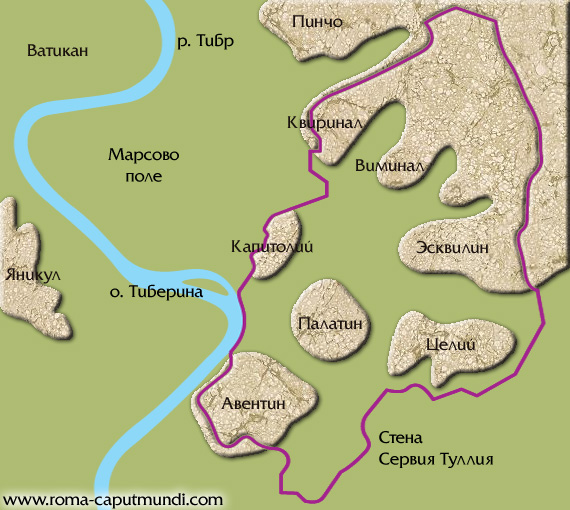 Пинчо
р. Тибр
Ватикан
Квиринал
Марсово
поле
Виминал
Капитолий
Эсквилин
Яникул
о. Тиберина
Палатин
Целий
Авентин
Стена
Сервия Туллия
www.roma-caputmundi.com